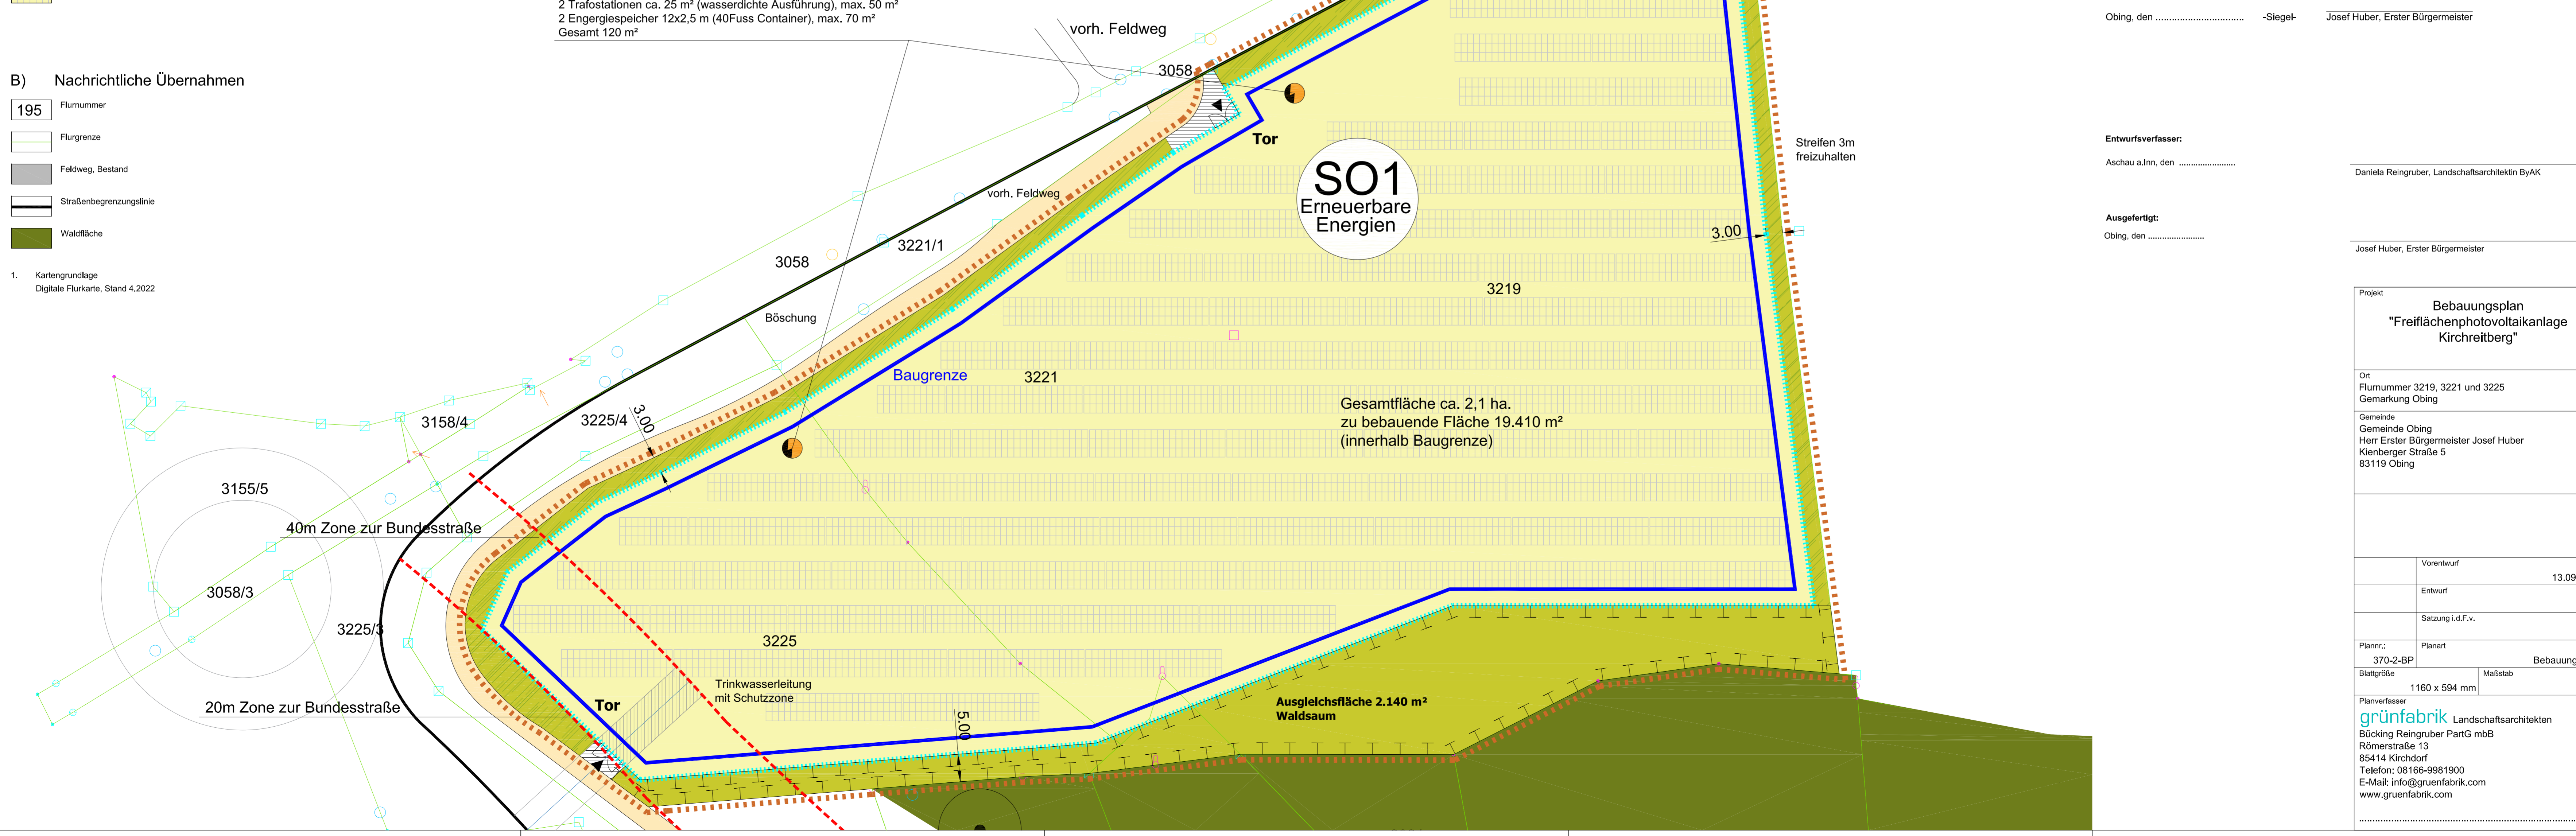 2 Trafostationen ca. 25 m² (wasserdichte Ausführung), max. 50 m²
2 Engergiespeicher 12x2,5 m (40Fuss Container), max. 70 m²
Gesamt 120 m²
B) Nachrichtliche Übernahmen
195 Flurnummer
Flurgrenze
Feldweg, Bestand
Straßenbegrenzungslinie
Waldfläche
1. Kartengrundlage
Digitale Flurkarte, Stand 4.2022
vorh. Feldweg
3058
Tor
SO1
Erneuerbare
Energien
Streifen 3m
freizuhalten
3.00
vorh. Feldweg
3221/1
3058
3219
Böschung
Baugrenze
3221
Gesamtfläche ca. 2,1 ha.
zu bebauende Fläche 19.410 m²
(innerhalb Baugrenze)
3158/4
3225/4
3.00
3155/5
40m Zone zur Bundesstraße
3058/3
3225/3
3225
Trinkwasserleitung
mit Schutzzone
20m Zone zur Bundesstraße
Tor
5.00
Ausgleichsfläche 2.140 m²
Waldsaum
Obing, den ................................ -Siegel- Josef Huber, Erster Bürgermeister
Entwurfsverfasser:
Aschau a.Inn, den ........................
Daniela Reingruber, Landschaftsarchitektin ByAK
Ausgefertigt:
Obing, den ........................
Josef Huber, Erster Bürgermeister
Projekt
Bebauungsplan
"Freiflächenphotovoltaikanlage
Kirchreitberg"
Ort
Flurnummer 3219, 3221 und 3225
Gemarkung Obing
Gemeinde
Gemeinde Obing
Herr Erster Bürgermeister Josef Huber
Kienberger Straße 5
83119 Obing
Vorentwurf
13.09
Entwurf
Satzung i.d.F.v.
Plannr.; Planart
370-2-BP Bebauung
Blattgröße Maßstab
1160 x 594 mm
Planverfasser
grünfabrik Landschaftsarchitekten
Bücking Reingruber PartG mbB
Römerstraße 13
85414 Kirchdorf
Telefon: 08166-9981900
E-Mail: info@gruenfabrik.com
www.gruenfabrik.com